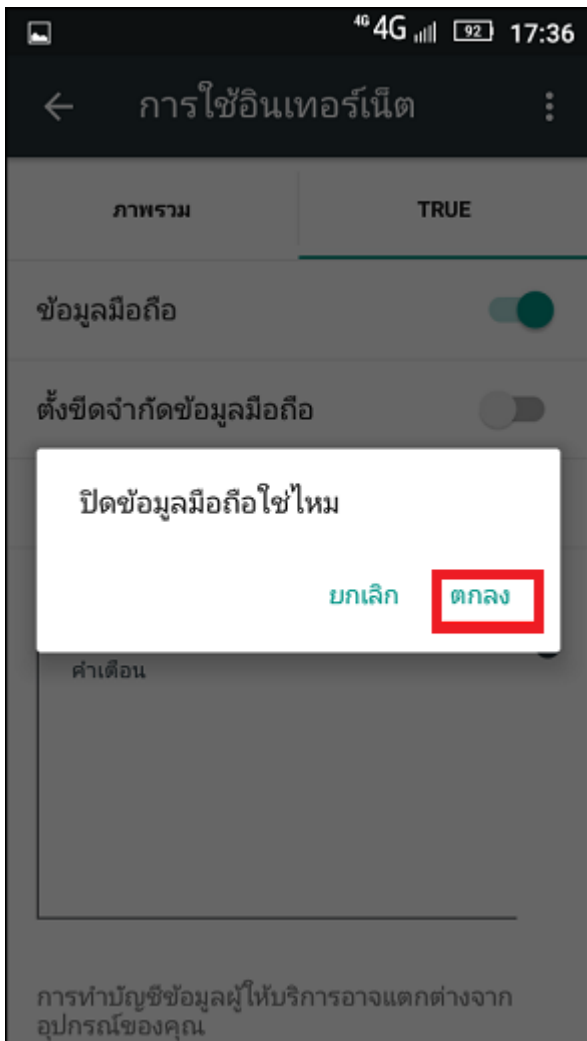 4G 4G 92 17:36
การใช้อินเทอร์เน็ต
ภาพรวม TRUE
ข้อมูลมือถือ
ตั้งขีดจำกัดข้อมูลมือถือ
ปิดข้อมูลมือถือใช่ไหม
ยกเลิก ตกลง
คำเตือน
การทำบัญชีข้อมูลผู้ให้บริการอาจแตกต่างจาก
อุปกรณ์ของคุณ